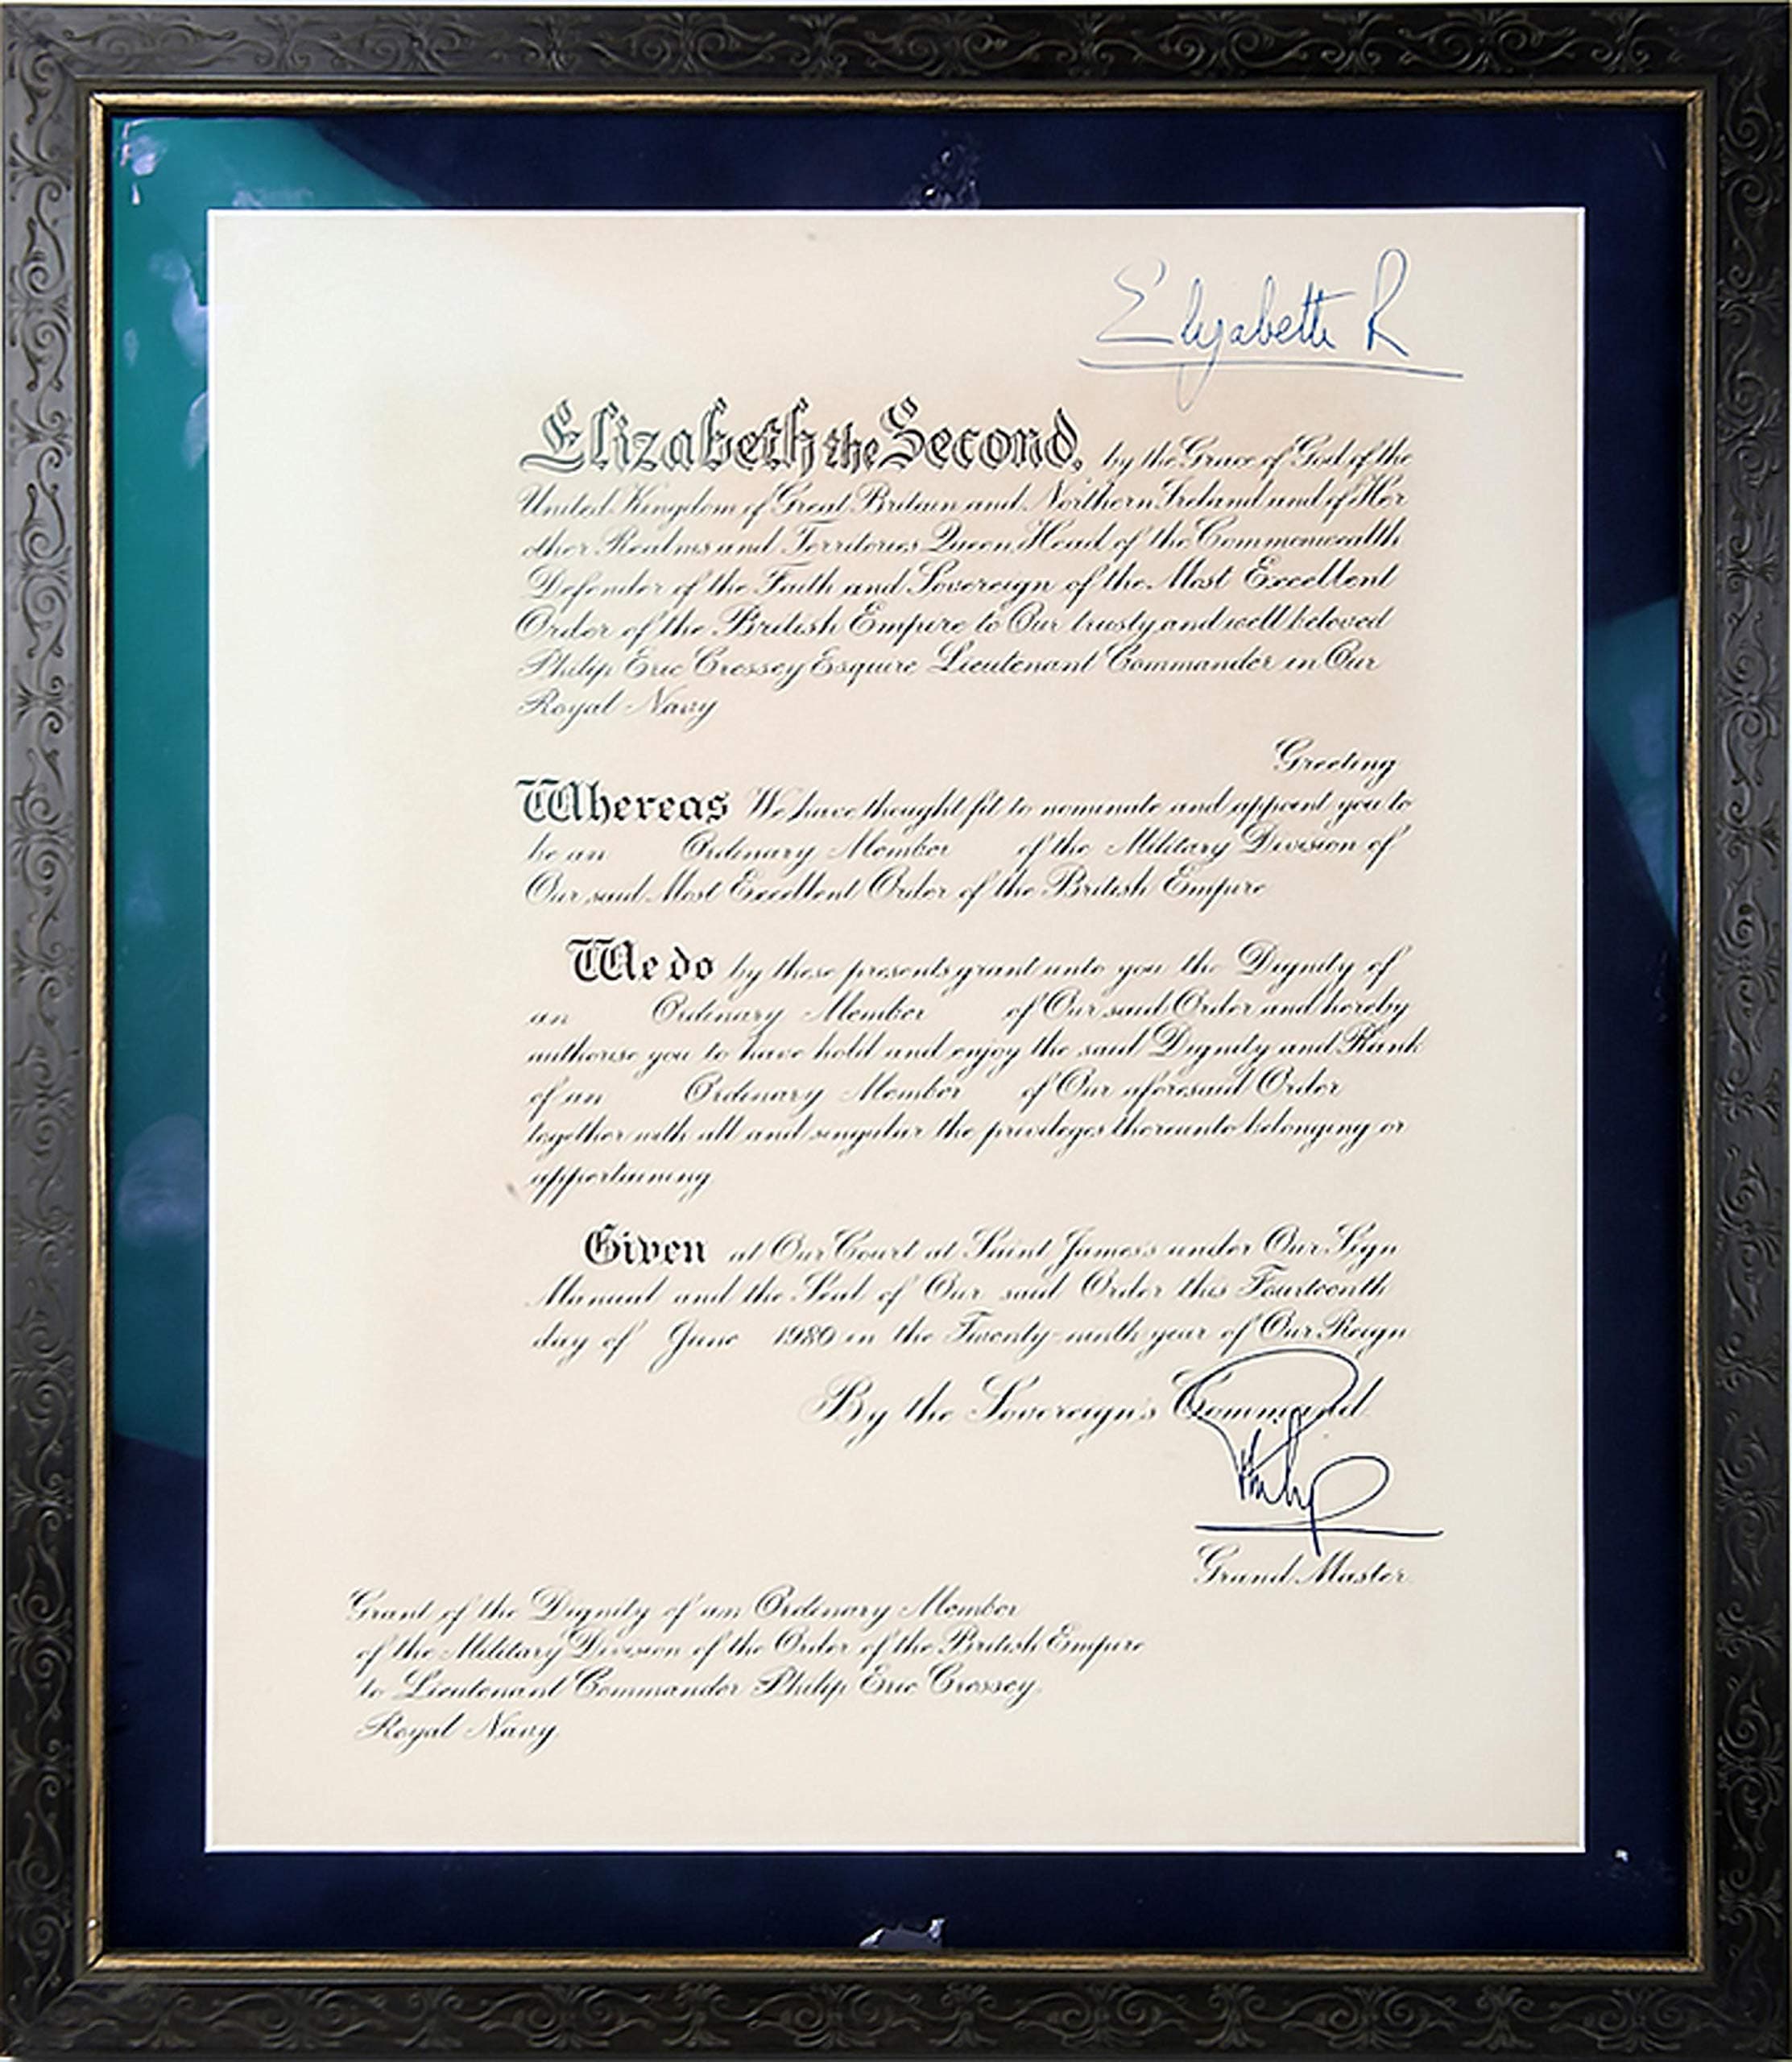 Elizabeth R
Elizabeth the Second, by the Grace of God of the
United Kingdom of Great Britain and Northern Ireland and of Her
other Realms and Territories Queen, Head of the Commonwealth
Defender of the Faith and Sovereign of the Most Excellent
Order of the British Empire to Our trusty and well beloved
Philip Eric Cressey Esquire Lieutenant Commander in Our
Royal Navy
Greeting
Whereas We have thought fit to nominate and appoint you to
be an Ordinary Member of the Military Division of
Our said Most Excellent Order of the British Empire
We do by these presents grant unto you the Dignity of
an Ordinary Member of Our said Order and hereby
authorise you to have hold and enjoy the said Dignity and Rank
of an Ordinary Member of Our aforesaid Order
together with all and singular the privileges thereunto belonging or
appertaining
Given at Our Court at Saint James's under Our Sign
Manual and the Seal of Our said Order this Fourteenth
day of June 1980 in the Twenty-ninth year of Our Reign
By the Sovereign's Command.
Philip
Grand Master.
Grant of the Dignity of an Ordinary Member
of the Military Division of the Order of the British Empire
to Lieutenant Commander Philip Eric Cressey.
Royal Navy